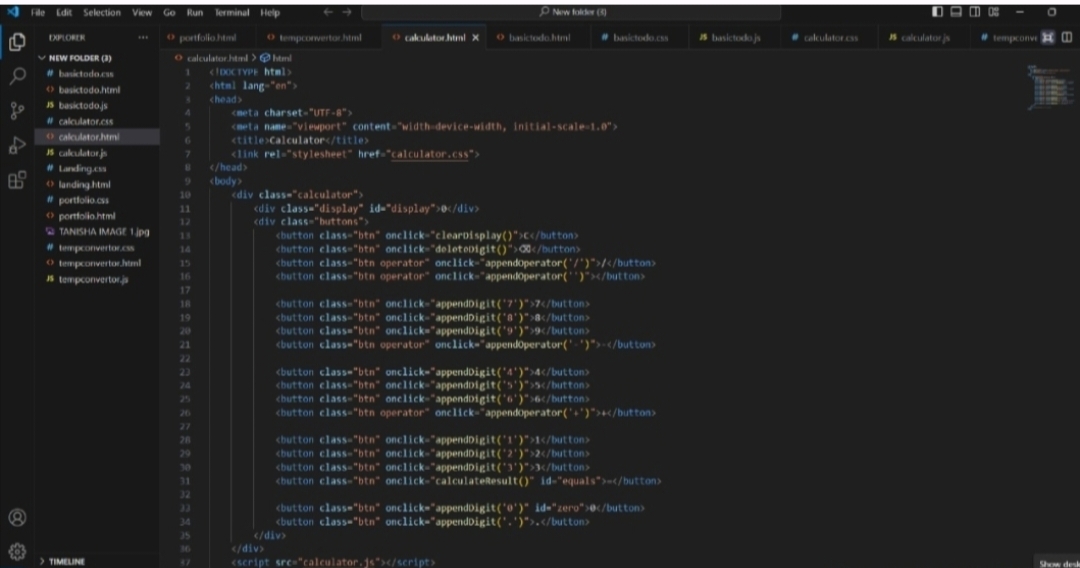 File Edit Selection View Go Run Terminal Help New folder (3)
EXPLORER ...
portfolio.html tempconvertor.html calculator.html basictodo.html basictodo.css basictodo.js calculator.css calculator.js tempconve
NEW FOLDER (3)
basictodo.css
basictodo.html
basictodo.js
calculator.css
calculator.html
calculator.js
Landing.css
landing.html
portfolio.css
portfolio.html
TANISHA IMAGE 1.jpg
tempconvertor.css
tempconvertor.html
tempconvertor.js
TIMELINE
calculator.html > html
1 <!DOCTYPE html>
2 <html lang="en">
3 <head>
4 <meta charset="UTF-8">
5 <meta name="viewport" content="width=device-width, initial-scale=1.0">
6 <title>Calculator</title>
7 <link rel="stylesheet" href="calculator.css">
8 </head>
9 <body>
10 <div class="calculator">
11 <div class="display" id="display">0</div>
12 <div class="buttons">
13 <button class="btn" onclick="clearDisplay()">C</button>
14 <button class="btn" onclick="deleteDigit()">⌫</button>
15 <button class="btn operator" onclick="appendOperator('/')">/</button>
16 <button class="btn operator" onclick="appendOperator('`')"></button>
17
18 <button class="btn" onclick="appendDigit('7')">7</button>
19 <button class="btn" onclick="appendDigit('8')">8</button>
20 <button class="btn" onclick="appendDigit('9')">9</button>
21 <button class="btn operator" onclick="appendOperator('-')">-</button>
22
23 <button class="btn" onclick="appendDigit('4')">4</button>
24 <button class="btn" onclick="appendDigit('5')">5</button>
25 <button class="btn" onclick="appendDigit('6')">6</button>
26 <button class="btn operator" onclick="appendOperator('+')">+</button>
27
28 <button class="btn" onclick="appendDigit('1')">1</button>
29 <button class="btn" onclick="appendDigit('2')">2</button>
30 <button class="btn" onclick="appendDigit('3')">3</button>
31 <button class="btn" onclick="calculateResult()" id="equals">=</button>
32
33 <button class="btn" onclick="appendDigit('0')" id="zero">0</button>
34 <button class="btn" onclick="appendDigit('.')">.</button>
35 </div>
36 </div>
37 <script src="calculator.js"></script>
Show desk